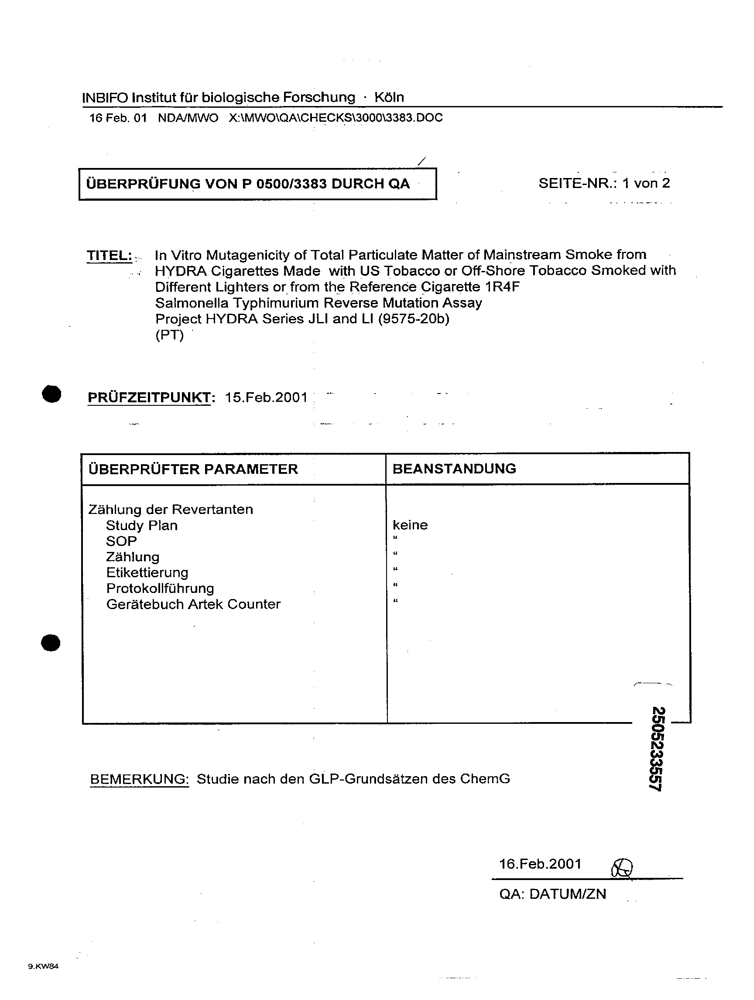 INBIFO Institut für biologische Forschung · Köln
16 Feb. 01 NDA/MWO X:\MWO\QA\CHECKS\3000\3383.DOC
ÜBERPRÜFUNG VON P 0500/3383 DURCH QA
SEITE-NR.: 1 von 2
TITEL: In Vitro Mutagenicity of Total Particulate Matter of Mainstream Smoke from
HYDRA Cigarettes Made with US Tobacco or Off-Shore Tobacco Smoked with
Different Lighters or from the Reference Cigarette 1R4F
Salmonella Typhimurium Reverse Mutation Assay
Project HYDRA Series JLI and LI (9575-20b)
(PT)
PRÜFZEITPUNKT: 15.Feb.2001
ÜBERPRÜFTER PARAMETER BEANSTANDUNG
Zählung der Revertanten
Study Plan keine
SOP "
Zählung "
Etikettierung "
Protokollführung "
Gerätebuch Artek Counter "
2505233557
BEMERKUNG: Studie nach den GLP-Grundsätzen des ChemG
16.Feb.2001
QA: DATUM/ZN
9.KW84